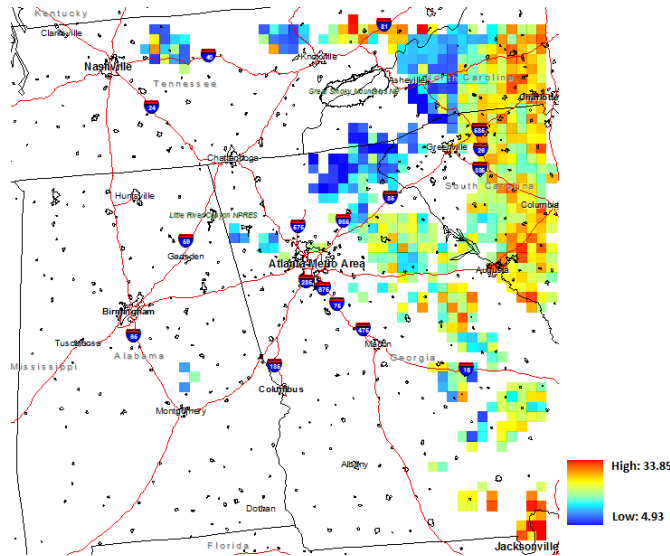 Kentucky
Clarksville
81
Nashville
40
Knoxville
Tennessee
Asheville
North Carolina
Great Smoky Mountains NP
Charlotte
24
Chattanooga
Greenville
585
26
385
South Carolina
Huntsville
85
Columbia
Little River Canyon NPRES
985
575
59
Gadsden
Atlanta Metro Area
Augusta
285
675
75
Birmingham
65
475
Tuscaloosa
Alabama
Macon
Georgia
Mississippi
185
16
Columbus
Montgomery
Albany
High: 33.85
Dothan
Low: 4.93
Florida
Jacksonville